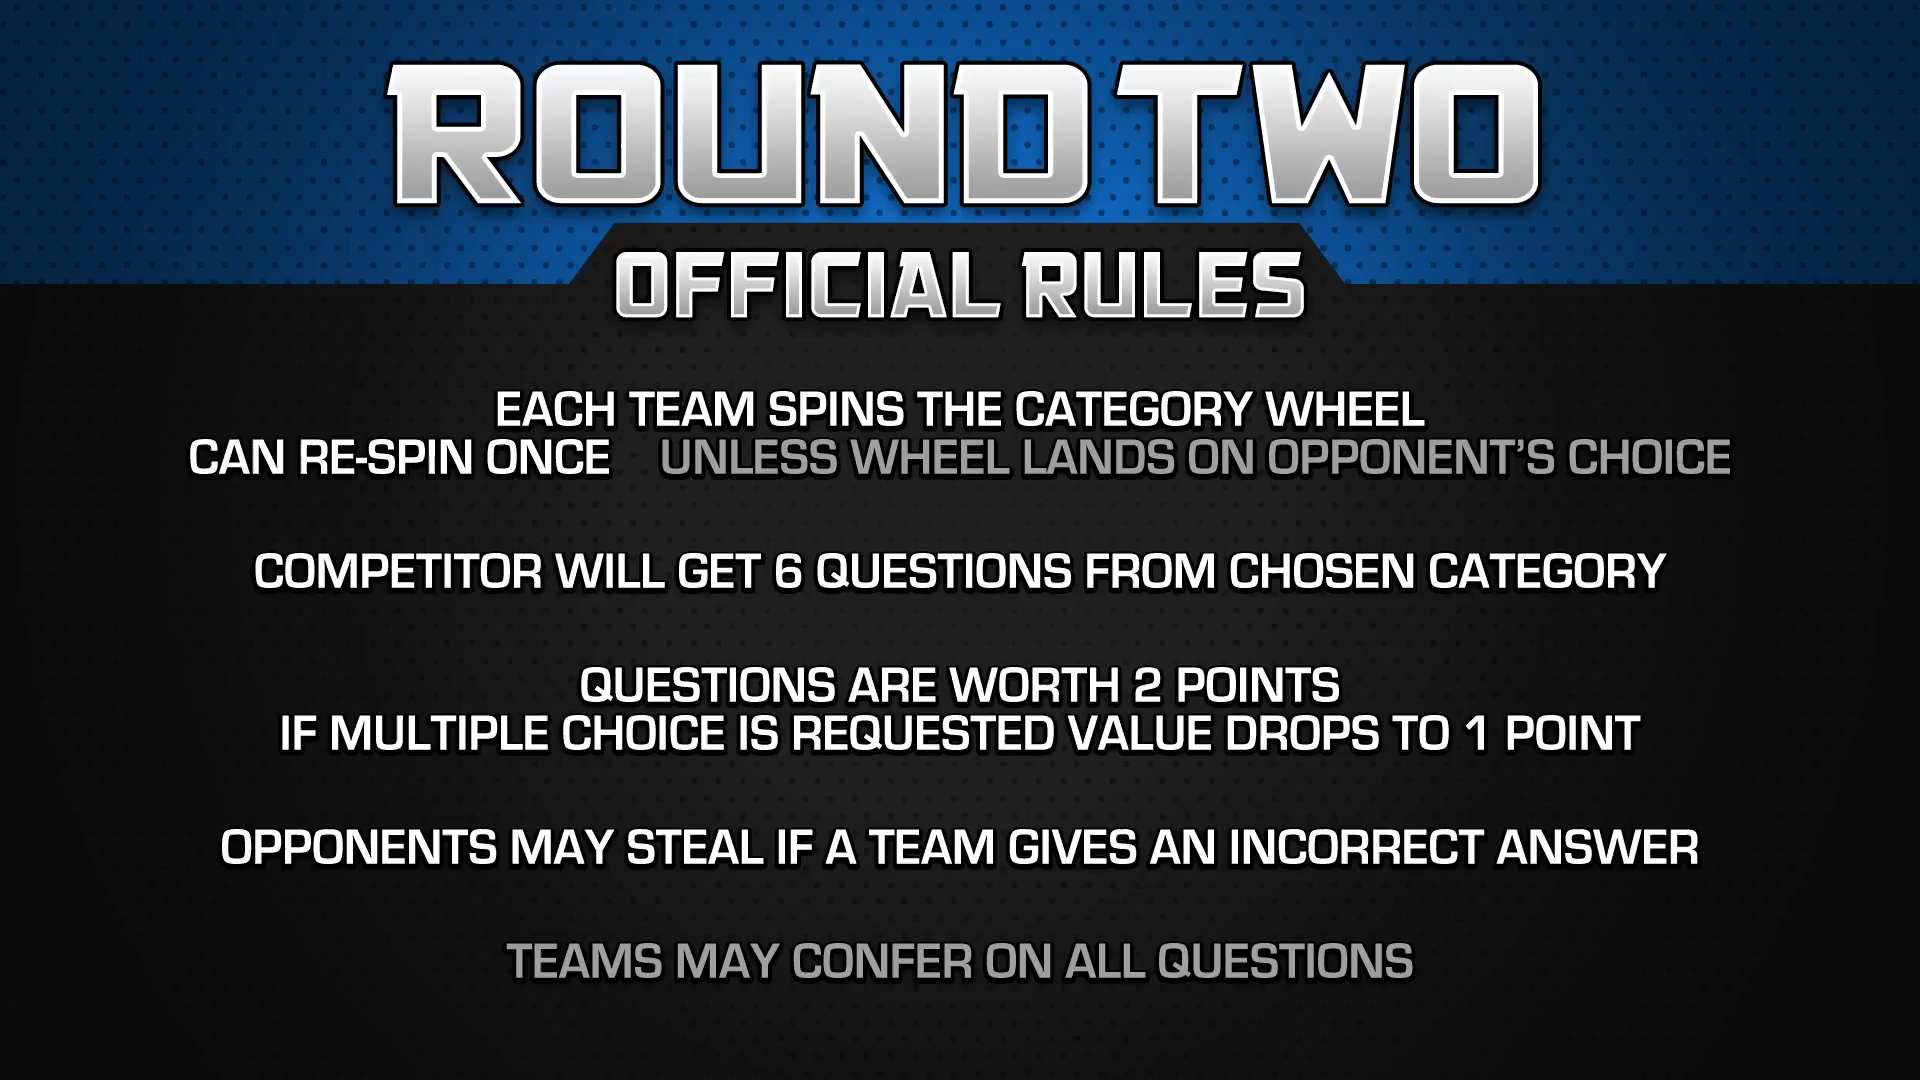 ROUND TWO
OFFICIAL RULES
EACH TEAM SPINS THE CATEGORY WHEEL
CAN RE-SPIN ONCE UNLESS WHEEL LANDS ON OPPONENT’S CHOICE
COMPETITOR WILL GET 6 QUESTIONS FROM CHOSEN CATEGORY
QUESTIONS ARE WORTH 2 POINTS
IF MULTIPLE CHOICE IS REQUESTED VALUE DROPS TO 1 POINT
OPPONENTS MAY STEAL IF A TEAM GIVES AN INCORRECT ANSWER
TEAMS MAY CONFER ON ALL QUESTIONS